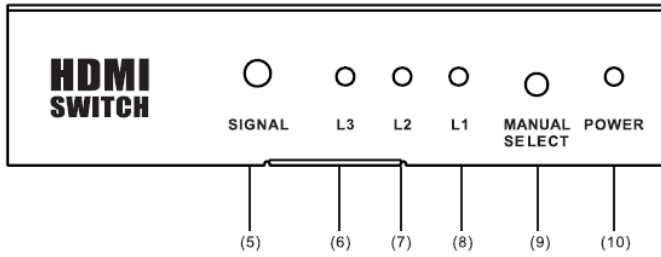 HDMI
SWITCH
SIGNAL L3 L2 L1 MANUAL POWER
SELECT
(5) (6) (7) (8) (9) (10)